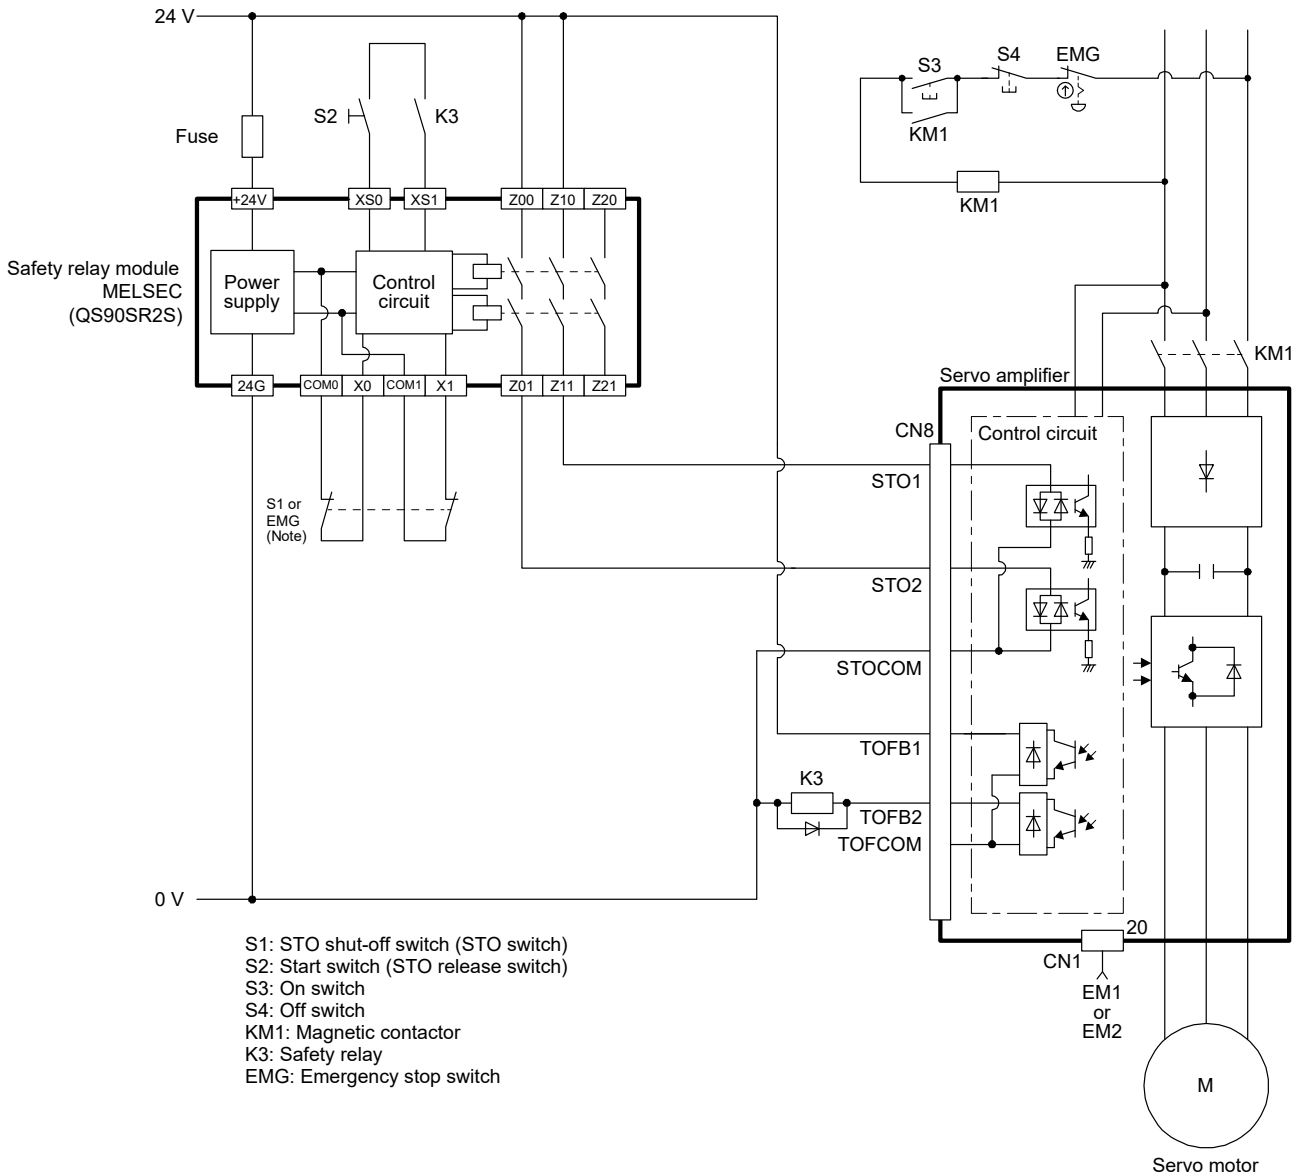 24 V
S3
S4
EMG
S2
K3
Fuse
KM1
KM1
+24V
XS0
XS1
Z00
Z10
Z20
Safety relay module
MELSEC
(QS90SR2S)
Power
supply
Control
circuit
KM1
24G
COM0
X0
COM1
X1
Z01
Z11
Z21
Servo amplifier
CN8
Control circuit
STO1
S1 or
EMG
(Note)
STO2
STOCOM
TOFB1
K3
TOFB2
TOFCOM
0 V
20
CN1
EM1
or
EM2
S1: STO shut-off switch (STO switch)
S2: Start switch (STO release switch)
S3: On switch
S4: Off switch
KM1: Magnetic contactor
K3: Safety relay
EMG: Emergency stop switch
M
Servo motor